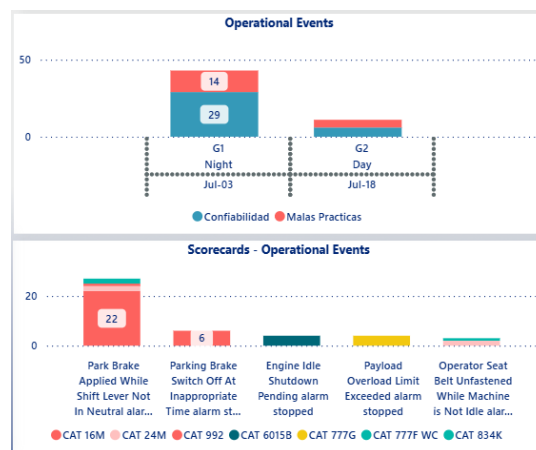 Operational Events
50
14
29
0
G1
G2
Night
Day
Jul-03
Jul-18
Confiabilidad
Malas Practicas
Scorecards - Operational Events
20
22
6
0
Park Brake
Applied While
Shift Lever Not
In Neutral alar...
Parking Brake
Switch Off At
Inappropriate
Time alarm st...
Engine Idle
Shutdown
Pending alarm
stopped
Payload
Overload Limit
Exceeded alarm
stopped
Operator Seat
Belt Unfastened
While Machine
is Not Idle alar...
CAT 16M
CAT 24M
CAT 992
CAT 6015B
CAT 777G
CAT 777F WC
CAT 834K